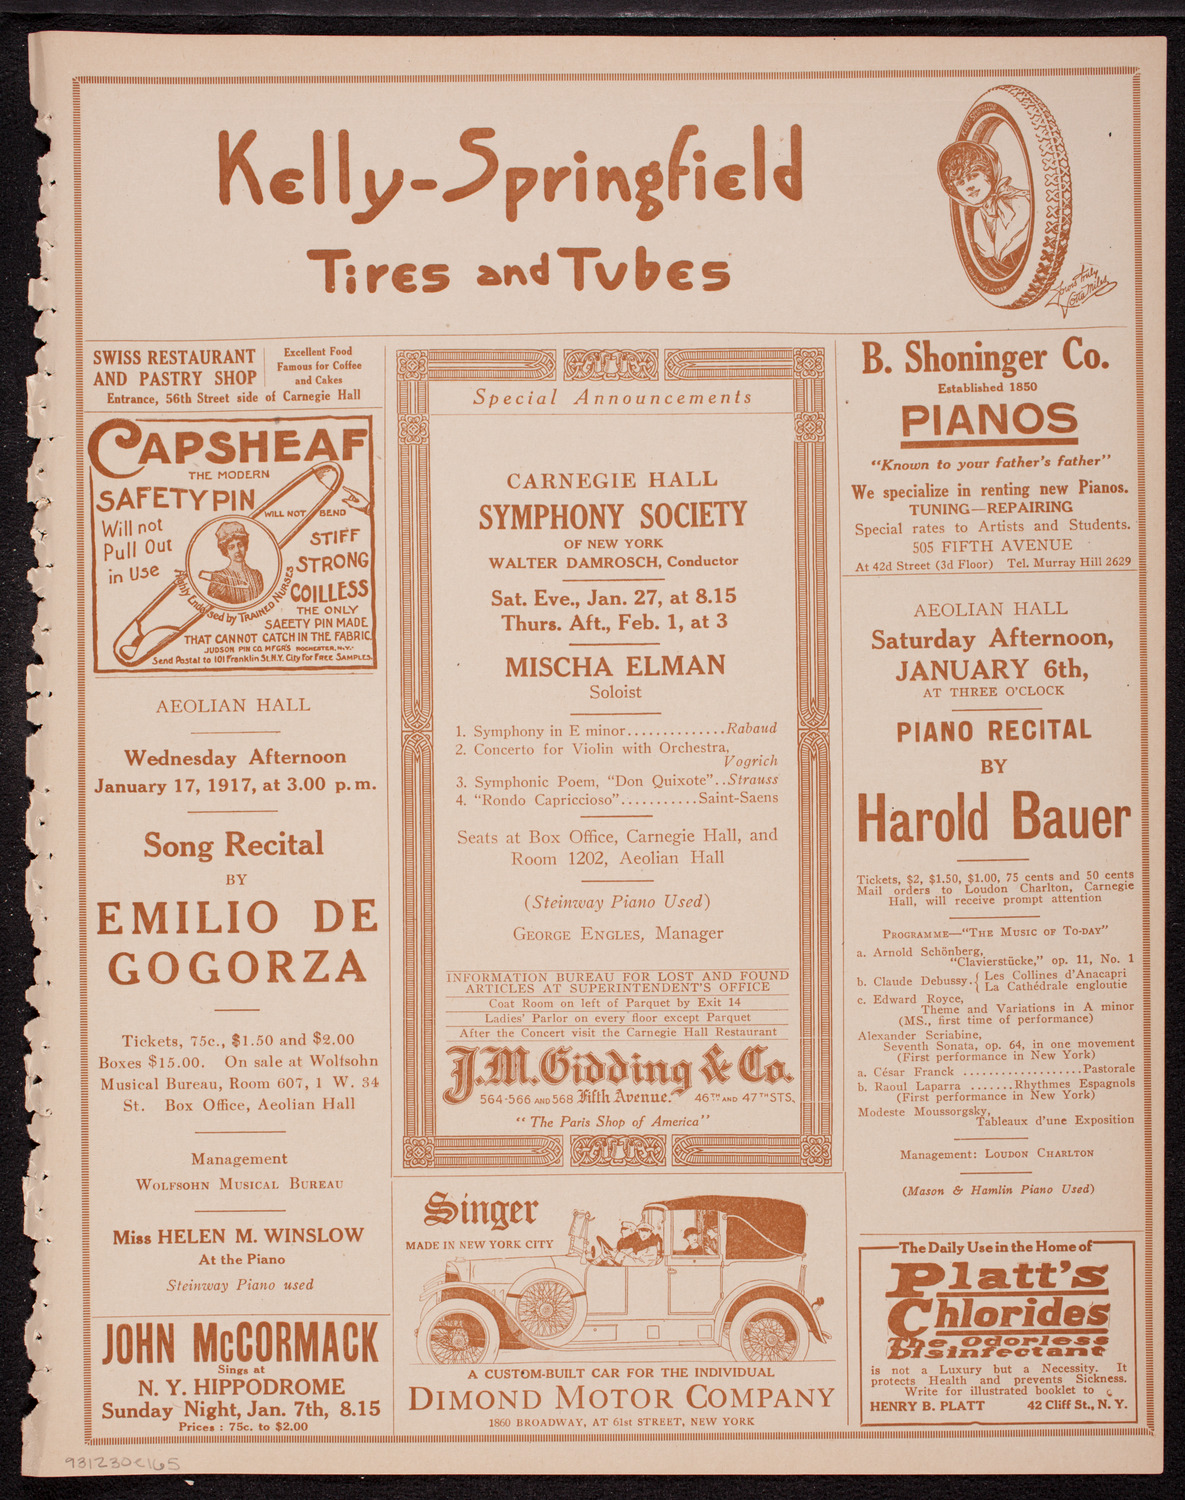 Kelly-Springfield
Tires and Tubes
Yours truly
Lotta Miles
SWISS RESTAURANT
AND PASTRY SHOP
Excellent Food
Famous for Coffee
and Cakes
Entrance, 56th Street side of Carnegie Hall
CAPSHEAF
THE MODERN
SAFETY PIN
WILL NOT BEND
Will not
Pull Out
in Use
STIFF
STRONG
COILLESS
Highly Endorsed by TRAINED NURSES
THE ONLY
SAFETY PIN MADE
THAT CANNOT CATCH IN THE FABRIC
JUDSON PIN CO. MFGRS ROCHESTER, N.Y.
Send Postal to 101 Franklin St. N.Y. City for FREE SAMPLES.
AEOLIAN HALL
Wednesday Afternoon
January 17, 1917, at 3.00 p. m.
Song Recital
BY
EMILIO DE
GOGORZA
Tickets, 75c., $1.50 and $2.00
Boxes $15.00. On sale at Wolfsohn
Musical Bureau, Room 607, 1 W. 34
St. Box Office, Aeolian Hall
Management
WOLFSOHN MUSICAL BUREAU
Miss HELEN M. WINSLOW
At the Piano
Steinway Piano used
JOHN McCORMACK
Sings at
N. Y. HIPPODROME
Sunday Night, Jan. 7th, 8.15
Prices : 75c. to $2.00
Special Announcements
CARNEGIE HALL
SYMPHONY SOCIETY
OF NEW YORK
WALTER DAMROSCH, Conductor
Sat. Eve., Jan. 27, at 8.15
Thurs. Aft., Feb. 1, at 3
MISCHA ELMAN
Soloist
1. Symphony in E minor..............Rabaud
2. Concerto for Violin with Orchestra,
Vogrich
3. Symphonic Poem, "Don Quixote"..Strauss
4. "Rondo Capriccioso"...........Saint-Saens
Seats at Box Office, Carnegie Hall, and
Room 1202, Aeolian Hall
(Steinway Piano Used)
GEORGE ENGLES, Manager
INFORMATION BUREAU FOR LOST AND FOUND
ARTICLES AT SUPERINTENDENT'S OFFICE
Coat Room on left of Parquet by Exit 14
Ladies' Parlor on every floor except Parquet
After the Concert visit the Carnegie Hall Restaurant
J.M. Gidding & Co.
564-566 AND 568 Fifth Avenue. 46TH AND 47TH STS.
"The Paris Shop of America"
Singer
MADE IN NEW YORK CITY
A CUSTOM-BUILT CAR FOR THE INDIVIDUAL
DIMOND MOTOR COMPANY
1860 BROADWAY, AT 61st STREET, NEW YORK
B. Shoninger Co.
Established 1850
PIANOS
"Known to your father's father"
We specialize in renting new Pianos.
TUNING—REPAIRING
Special rates to Artists and Students.
505 FIFTH AVENUE
At 42d Street (3d Floor) Tel. Murray Hill 2629
AEOLIAN HALL
Saturday Afternoon,
JANUARY 6th,
AT THREE O'CLOCK
PIANO RECITAL
BY
Harold Bauer
Tickets, $2, $1.50, $1.00, 75 cents and 50 cents
Mail orders to Loudon Charlton, Carnegie
Hall, will receive prompt attention
PROGRAMME—"THE MUSIC OF TO-DAY"
a. Arnold Schönberg,
"Clavierstücke," op. 11, No. 1
b. Claude Debussy. { Les Collines d'Anacapri
La Cathédrale engloutie
c. Edward Royce,
Theme and Variations in A minor
(MS., first time of performance)
Alexander Scriabine,
Seventh Sonata, op. 64, in one movement
(First performance in New York)
a. César Franck ...................Pastorale
b. Raoul Laparra .......Rhythmes Espagnols
(First performance in New York)
Modeste Moussorgsky,
Tableaux d'une Exposition
Management: LOUDON CHARLTON
(Mason & Hamlin Piano Used)
The Daily Use in the Home of
Platt's
Chlorides
The Odorless
Disinfectant
is not a Luxury but a Necessity. It
protects Health and prevents Sickness.
Write for illustrated booklet to
HENRY B. PLATT 42 Cliff St., N. Y.
931230c165